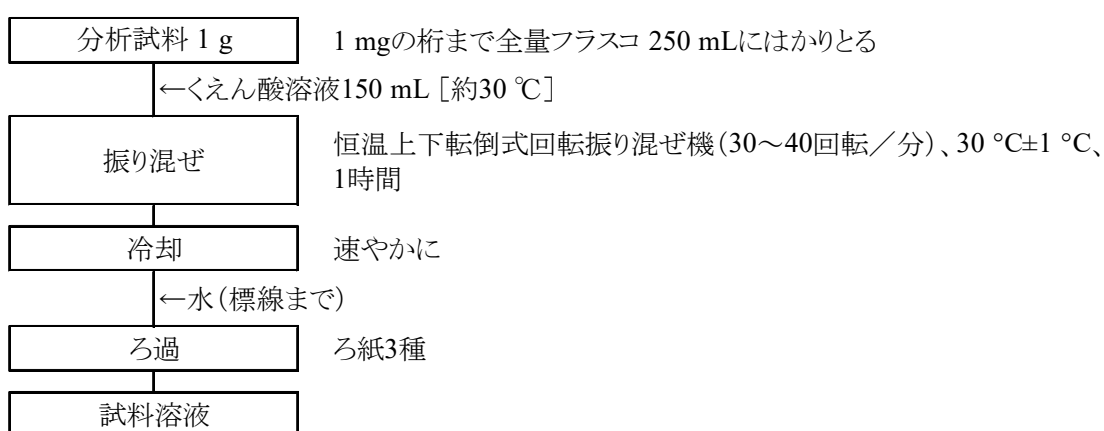 分析試料 1 g 1 mgの桁まで全量フラスコ 250 mLにはかりとる
←くえん酸溶液150 mL ［約30 ℃］
振り混ぜ 恒温上下転倒式回転振り混ぜ機（30～40回転／分）、30 °C±1 °C、
1時間
冷却 速やかに
←水（標線まで）
ろ過 ろ紙3種
試料溶液